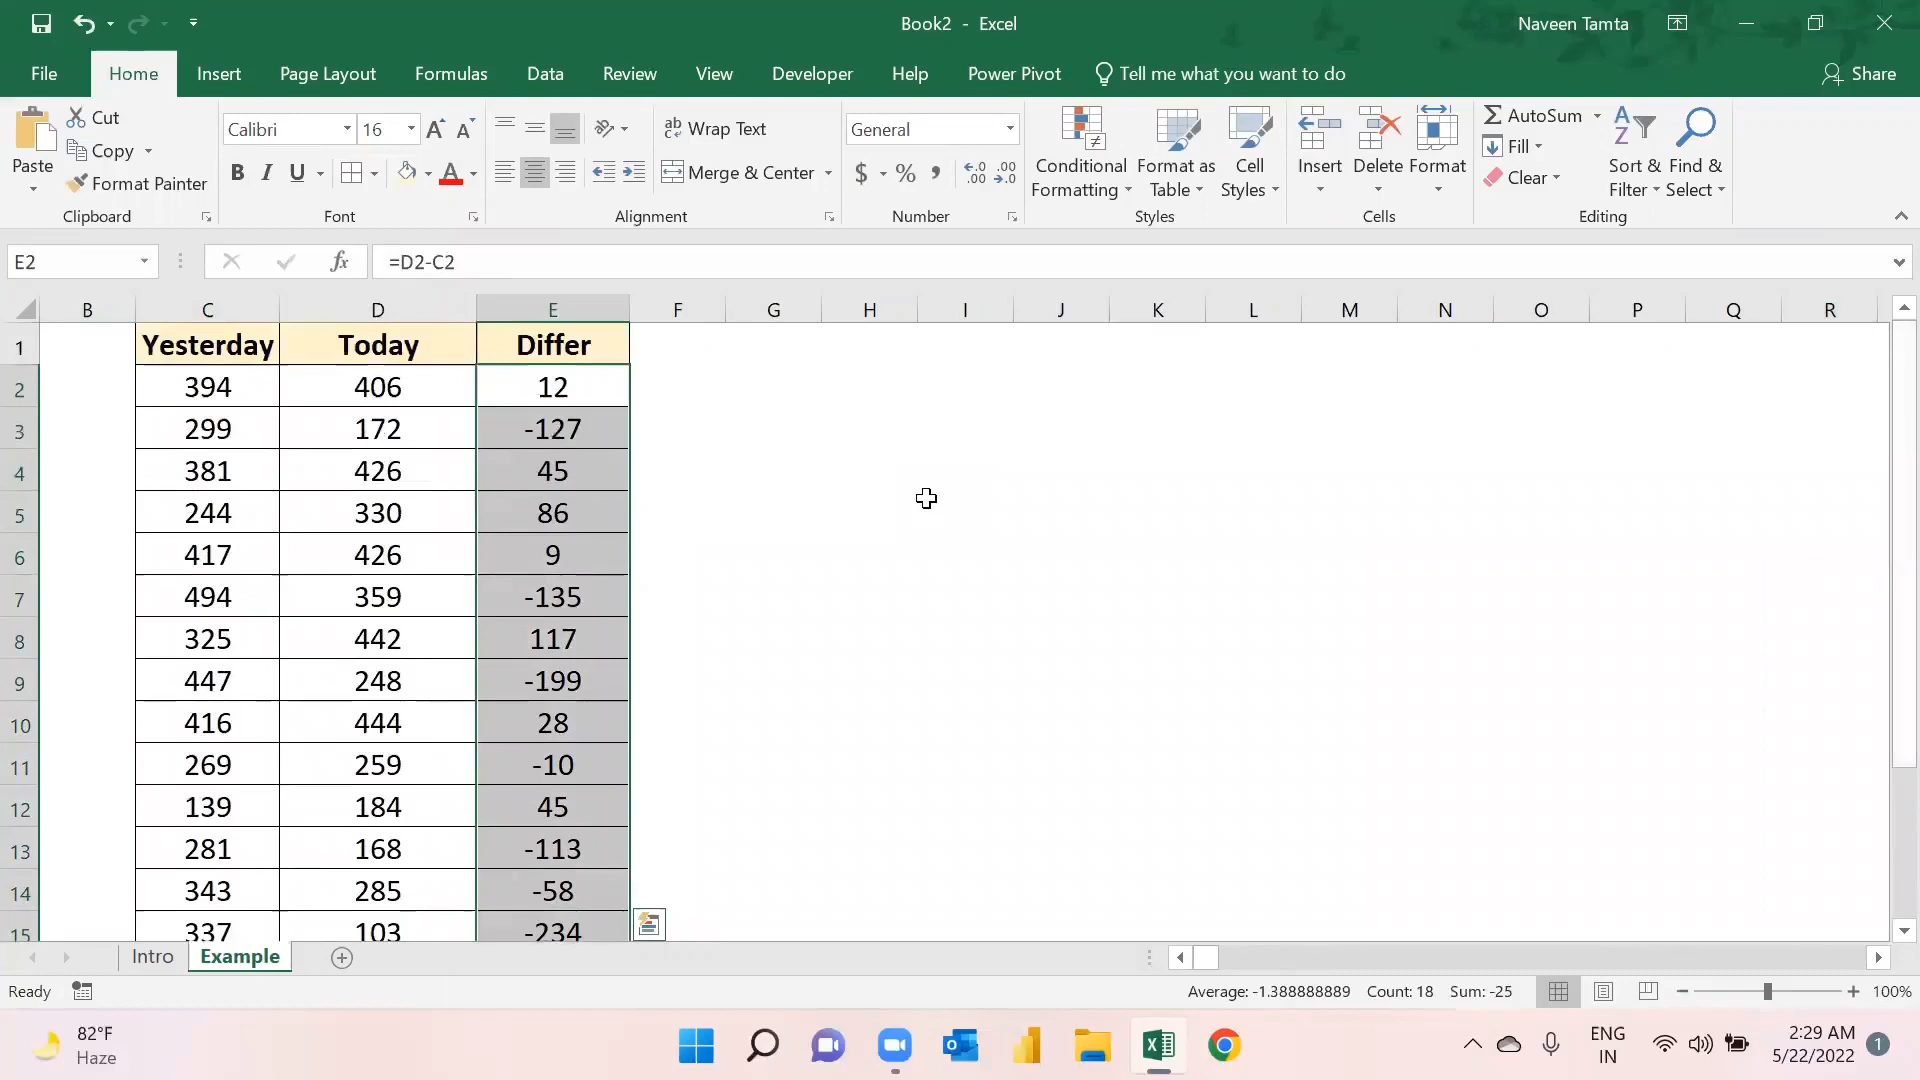 Book2 - Excel
Naveen Tamta
File Home Insert Page Layout Formulas Data Review View Developer Help Power Pivot Tell me what you want to do Share
Paste
Cut
Copy
Format Painter
Clipboard
Calibri 16
B I U
Font
Wrap Text
Merge & Center
Alignment
General
$ % ,
Number
Conditional Formatting
Format as Table
Cell Styles
Styles
Insert Delete Format
Cells
AutoSum
Fill
Clear
Sort & Filter
Find & Select
Editing
E2 fx =D2-C2
B C D E F G H I J K L M N O P Q R
1 Yesterday Today Differ
2 394 406 12
3 299 172 -127
4 381 426 45
5 244 330 86
6 417 426 9
7 494 359 -135
8 325 442 117
9 447 248 -199
10 416 444 28
11 269 259 -10
12 139 184 45
13 281 168 -113
14 343 285 -58
15 337 103 -234
Intro Example
Ready Average: -1.388888889 Count: 18 Sum: -25 100%
82°F
Haze
ENG
IN
2:29 AM
5/22/2022
1